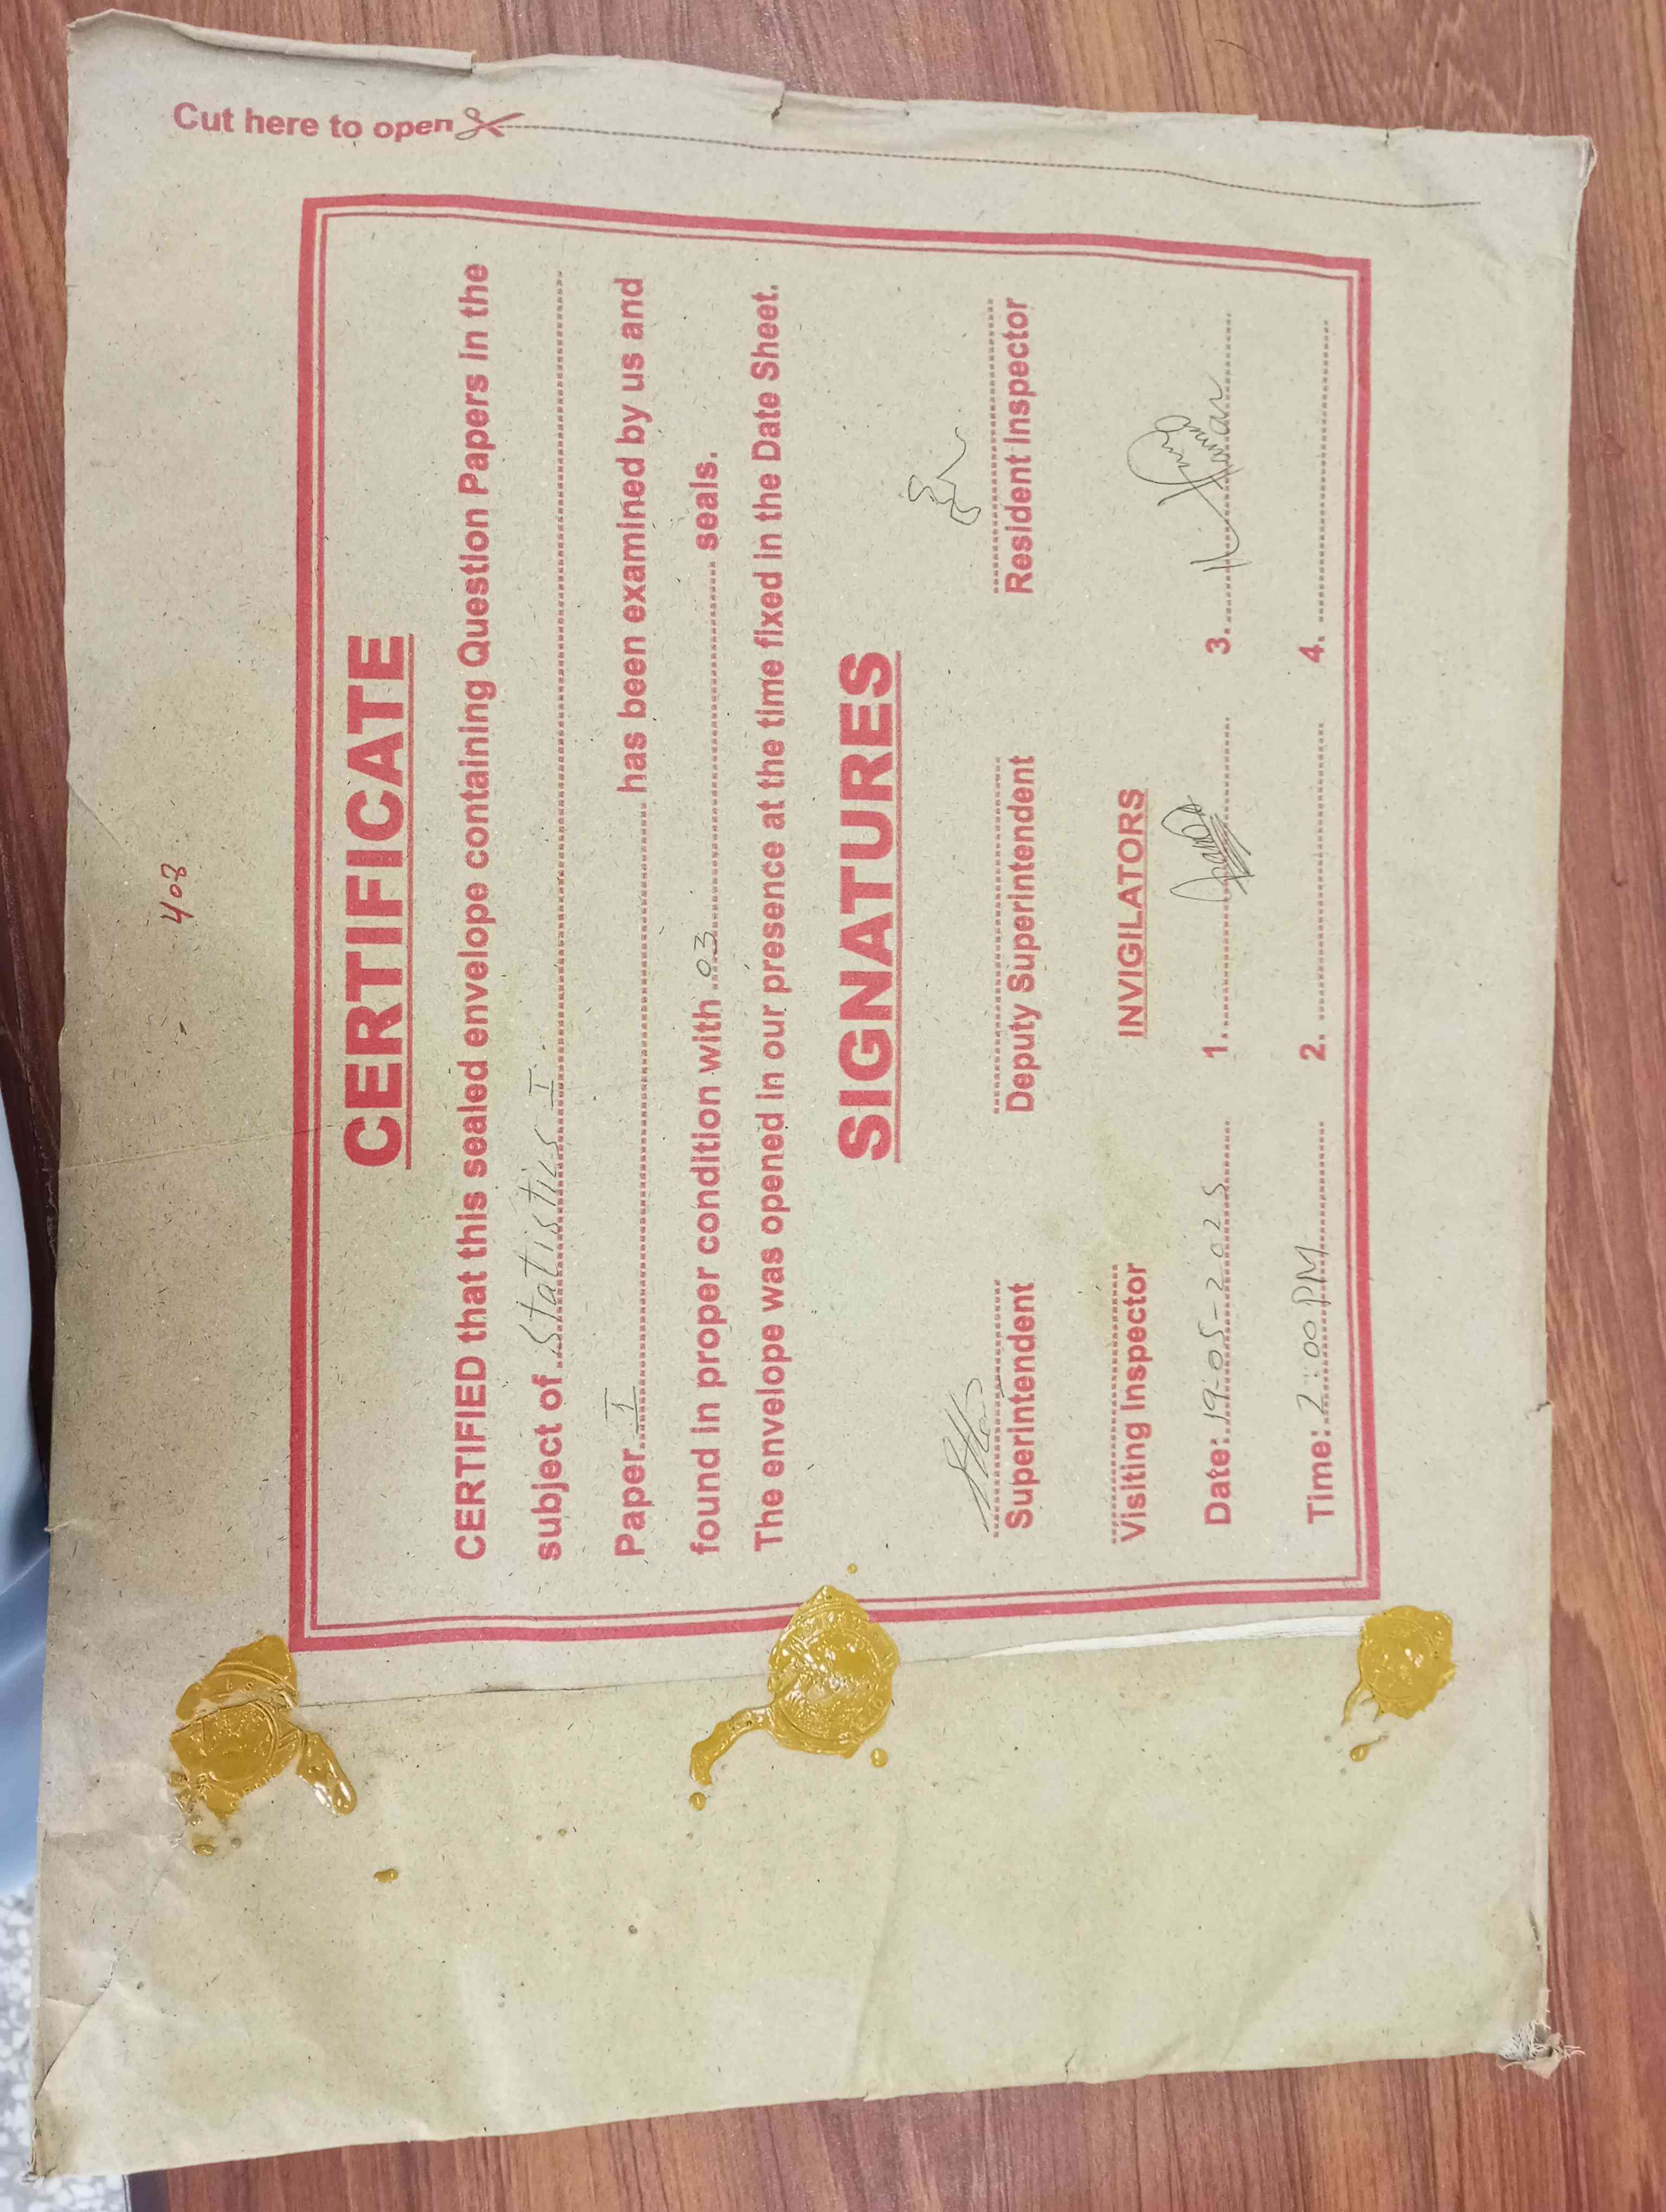 408
Cut here to open
CERTIFICATE
CERTIFIED that this sealed envelope containing Question Papers in the
subject of Statistics I
Paper I has been examined by us and
found in proper condition with 03 seals.
The envelope was opened in our presence at the time fixed in the Date Sheet.
SIGNATURES
Superintendent Deputy Superintendent Resident Inspector
Visiting Inspector INVIGILATORS
Date: 19-05-2025 1. 3.
Time: 2:00 PM 2. 4.